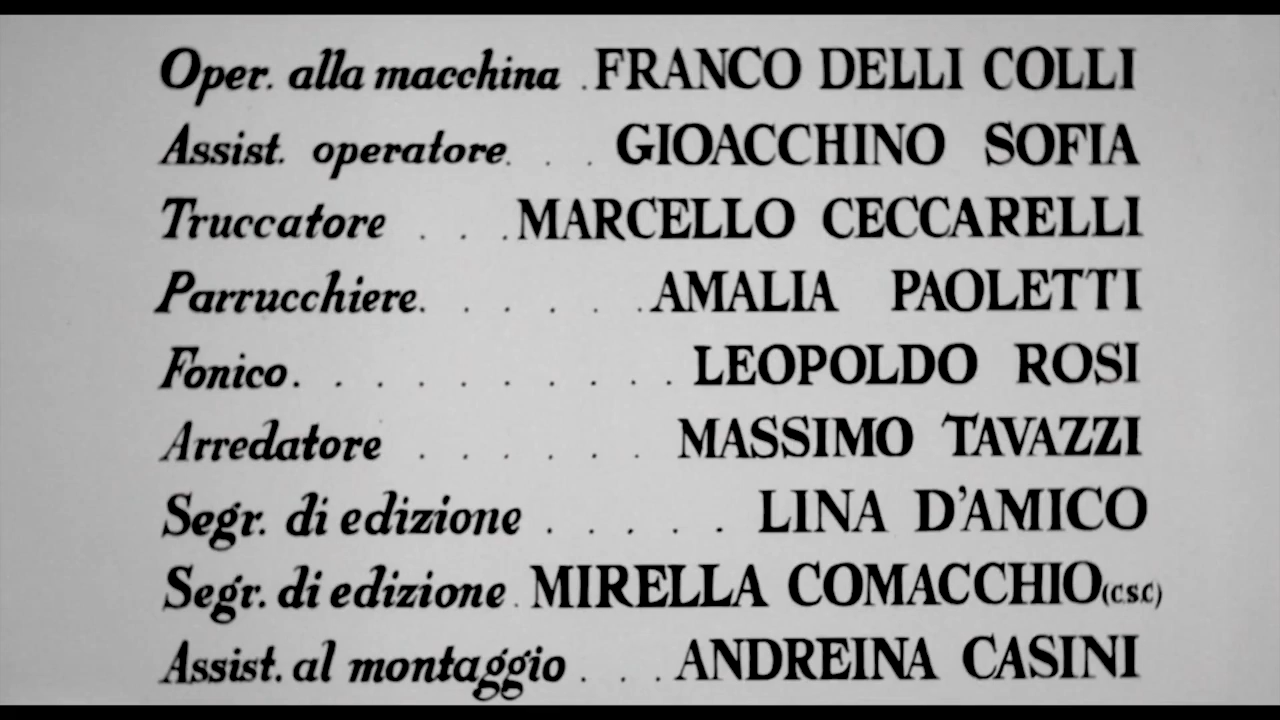 Oper. alla macchina . FRANCO DELLI COLLI
Assist. operatore. . . GIOACCHINO SOFIA
Truccatore . . . MARCELLO CECCARELLI
Parrucchiere. . . . . . AMALIA PAOLETTI
Fonico. . . . . . . . . . LEOPOLDO ROSI
Arredatore . . . . . . MASSIMO TAVAZZI
Segr. di edizione . . . . . LINA D'AMICO
Segr. di edizione . MIRELLA COMACCHIO (C.S.C)
Assist. al montaggio . . . ANDREINA CASINI